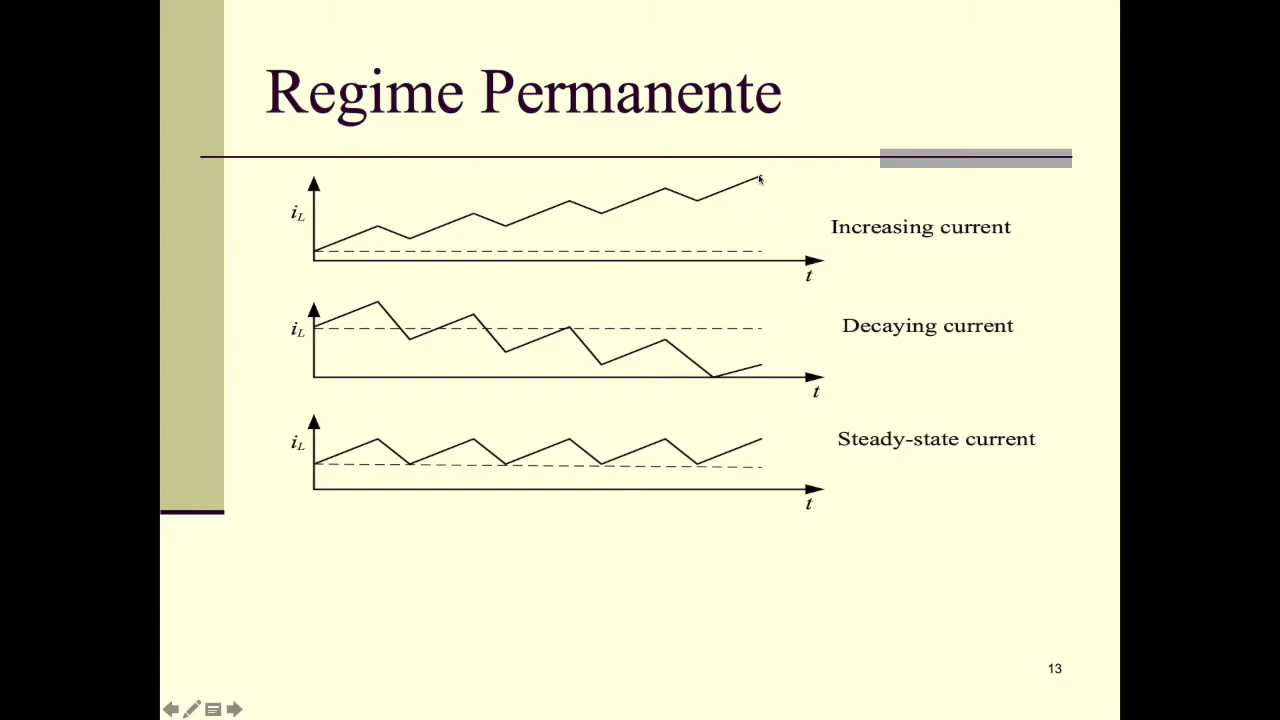 Regime Permanente
i_L
Increasing current
t
i_L
Decaying current
t
i_L
Steady-state current
t
13